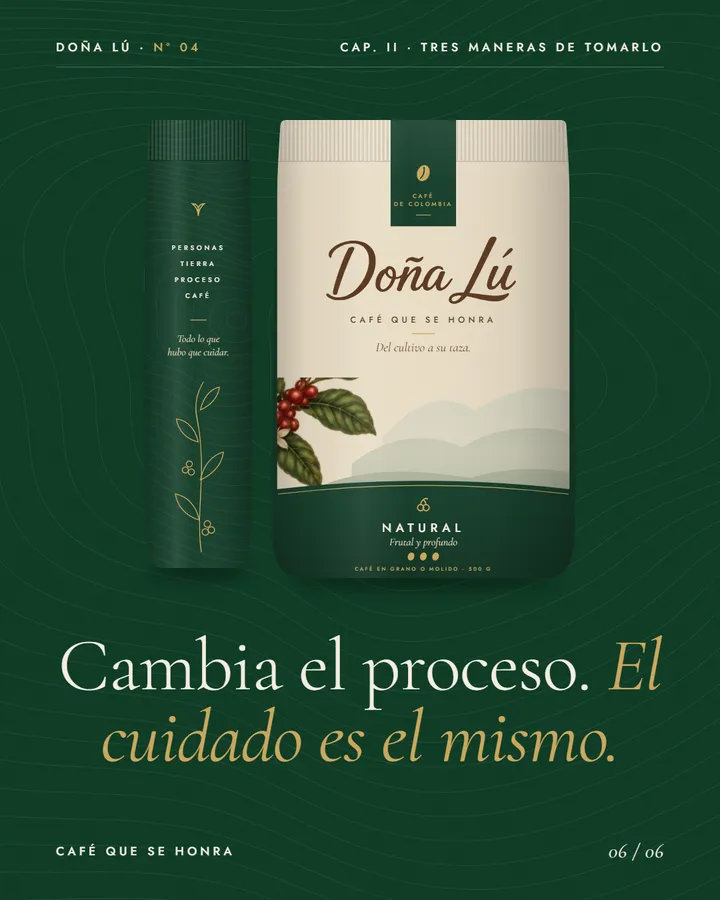 DOÑA LÚ · N° 04
CAP. II · TRES MANERAS DE TOMARLO
PERSONAS
TIERRA
PROCESO
CAFÉ
Todo lo que
hubo que cuidar.
CAFÉ
DE COLOMBIA
Doña Lú
CAFÉ QUE SE HONRA
Del cultivo a su taza.
NATURAL
Frutal y profundo
CAFÉ EN GRANO O MOLIDO · 500 G
Cambia el proceso. El
cuidado es el mismo.
CAFÉ QUE SE HONRA
06 / 06